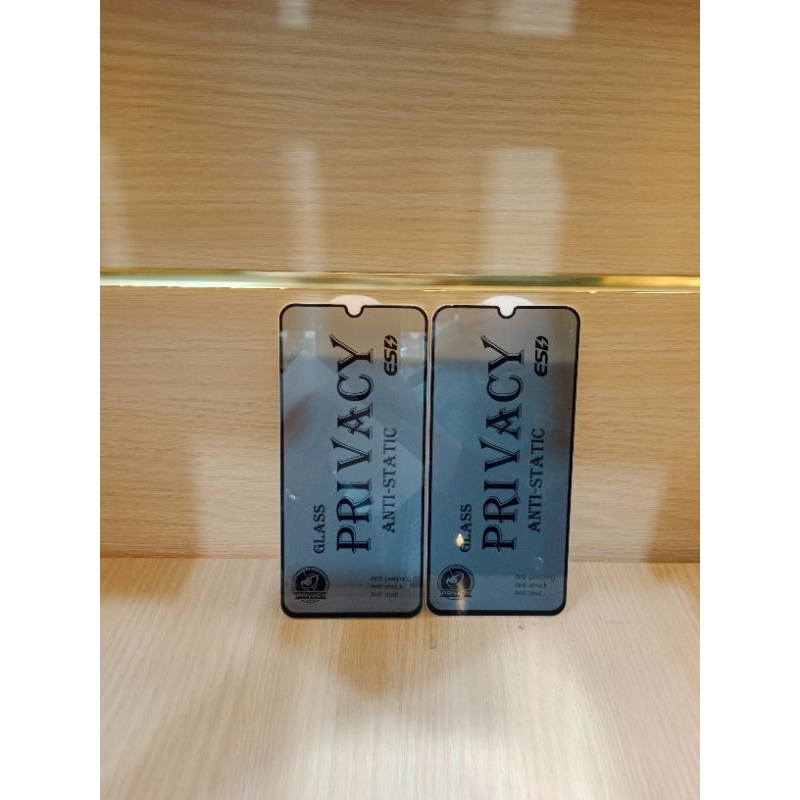 GLASS
PRIVACY
ANTI-STATIC
ESD
PRIVACY
Anti peeping
Anti shock
Anti dust
GLASS
PRIVACY
ANTI-STATIC
ESD
PRIVACY
Anti peeping
Anti shock
Anti dust